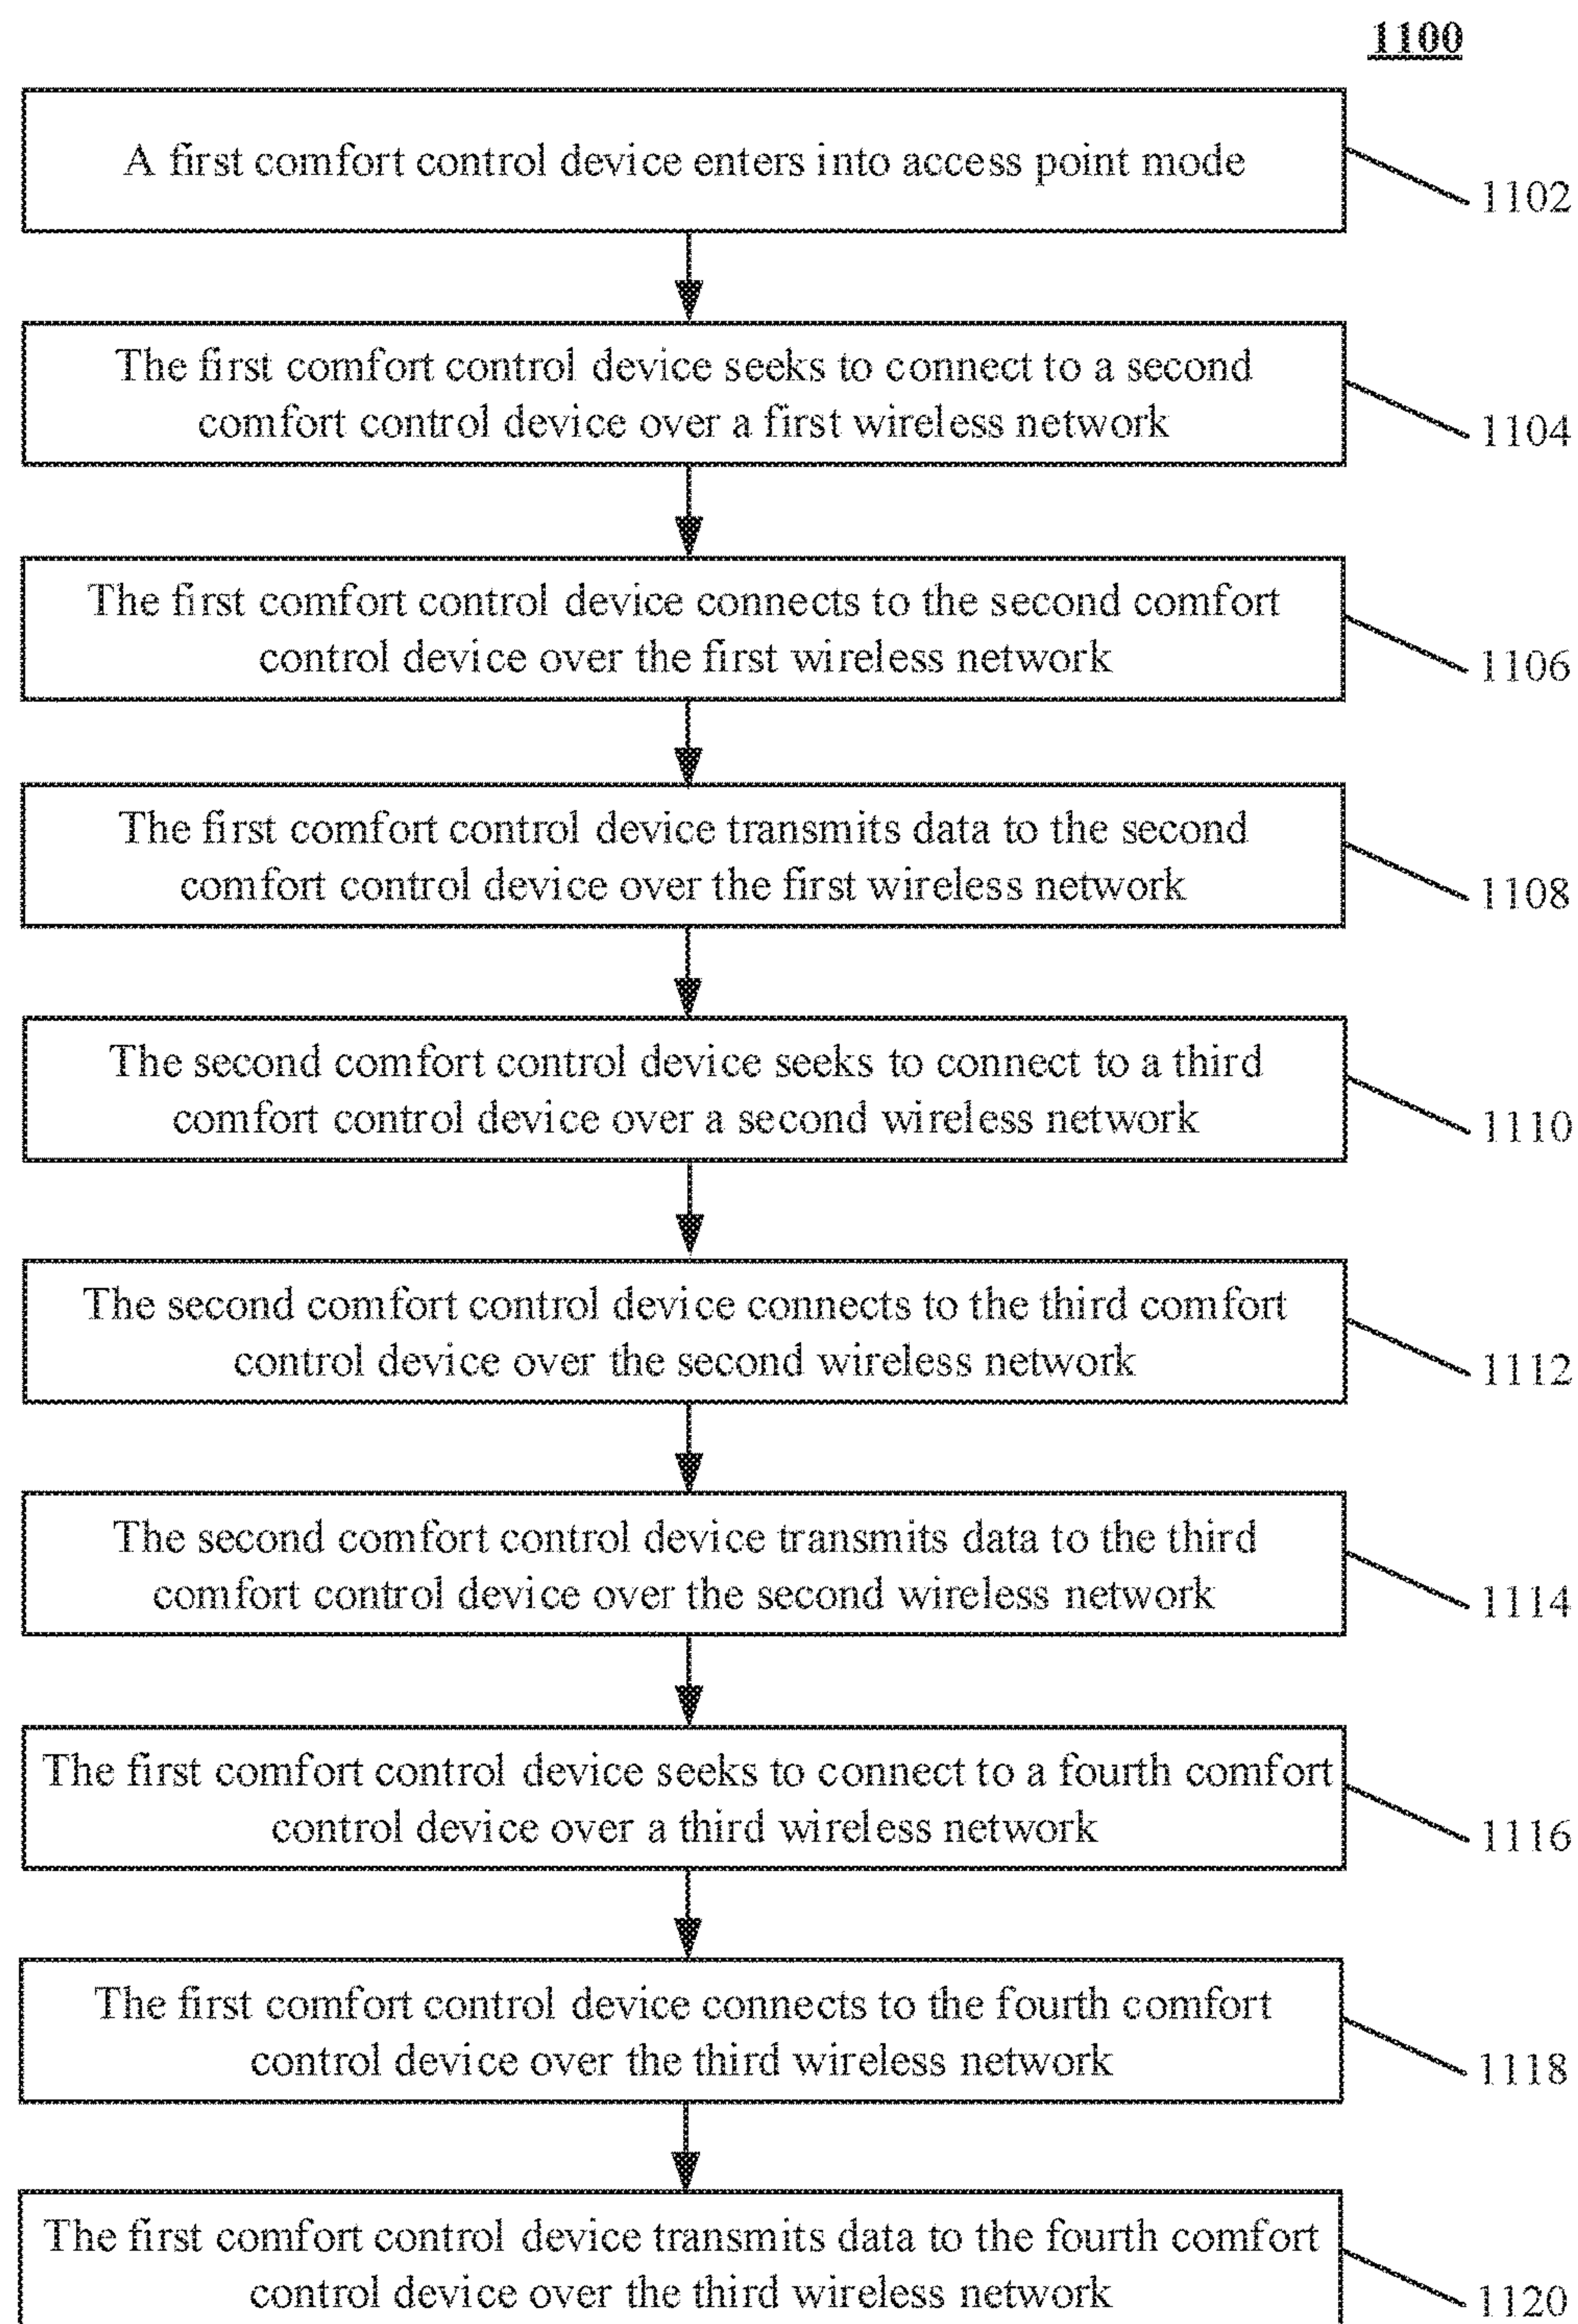 1100
A first comfort control device enters into access point mode
1102
The first comfort control device seeks to connect to a second
comfort control device over a first wireless network
1104
The first comfort control device connects to the second comfort
control device over the first wireless network
1106
The first comfort control device transmits data to the second
comfort control device over the first wireless network
1108
The second comfort control device seeks to connect to a third
comfort control device over a second wireless network
1110
The second comfort control device connects to the third comfort
control device over the second wireless network
1112
The second comfort control device transmits data to the third
comfort control device over the second wireless network
1114
The first comfort control device seeks to connect to a fourth comfort
control device over a third wireless network
1116
The first comfort control device connects to the fourth comfort
control device over the third wireless network
1118
The first comfort control device transmits data to the fourth comfort
control device over the third wireless network
1120